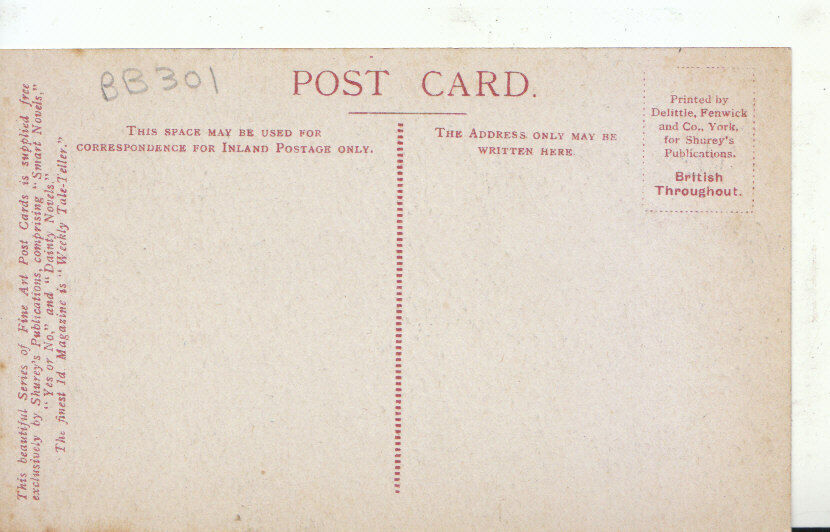 BB301
POST CARD.
THIS SPACE MAY BE USED FOR
CORRESPONDENCE FOR INLAND POSTAGE ONLY.
THE ADDRESS ONLY MAY BE
WRITTEN HERE.
Printed by
Delittle, Fenwick
and Co., York,
for Shurey's
Publications.
British
Throughout.
This beautiful Series of Fine Art Post Cards is supplied free
exclusively by Shurey's Publications, comprising "Smart Novels,"
"Yes or No," and "Dainty Novels."
The finest 1d. Magazine is "Weekly Tale-Teller."